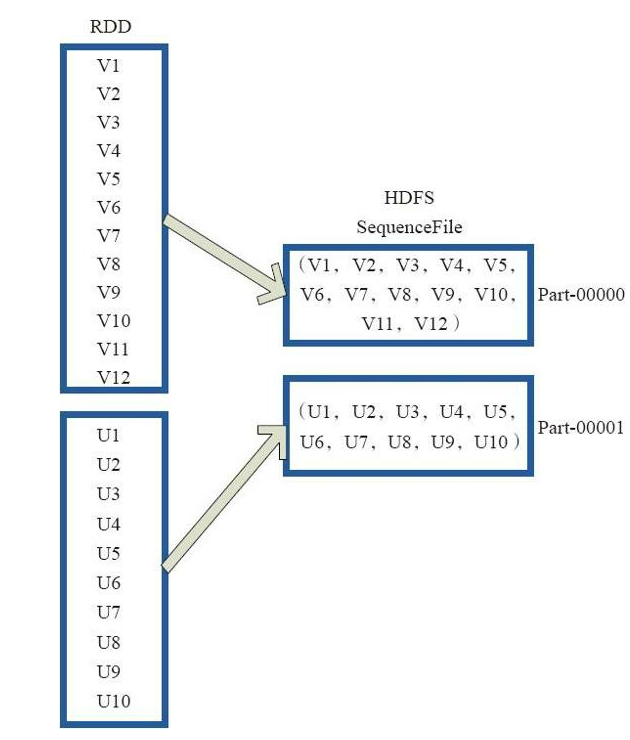 RDD
V1
V2
V3
V4
V5
V6
V7
V8
V9
V10
V11
V12
U1
U2
U3
U4
U5
U6
U7
U8
U9
U10
HDFS
SequenceFile
（V1，V2，V3，V4，V5，
V6，V7，V8，V9，V10，
V11，V12）
Part-00000
（U1，U2，U3，U4，U5，
U6，U7，U8，U9，U10）
Part-00001